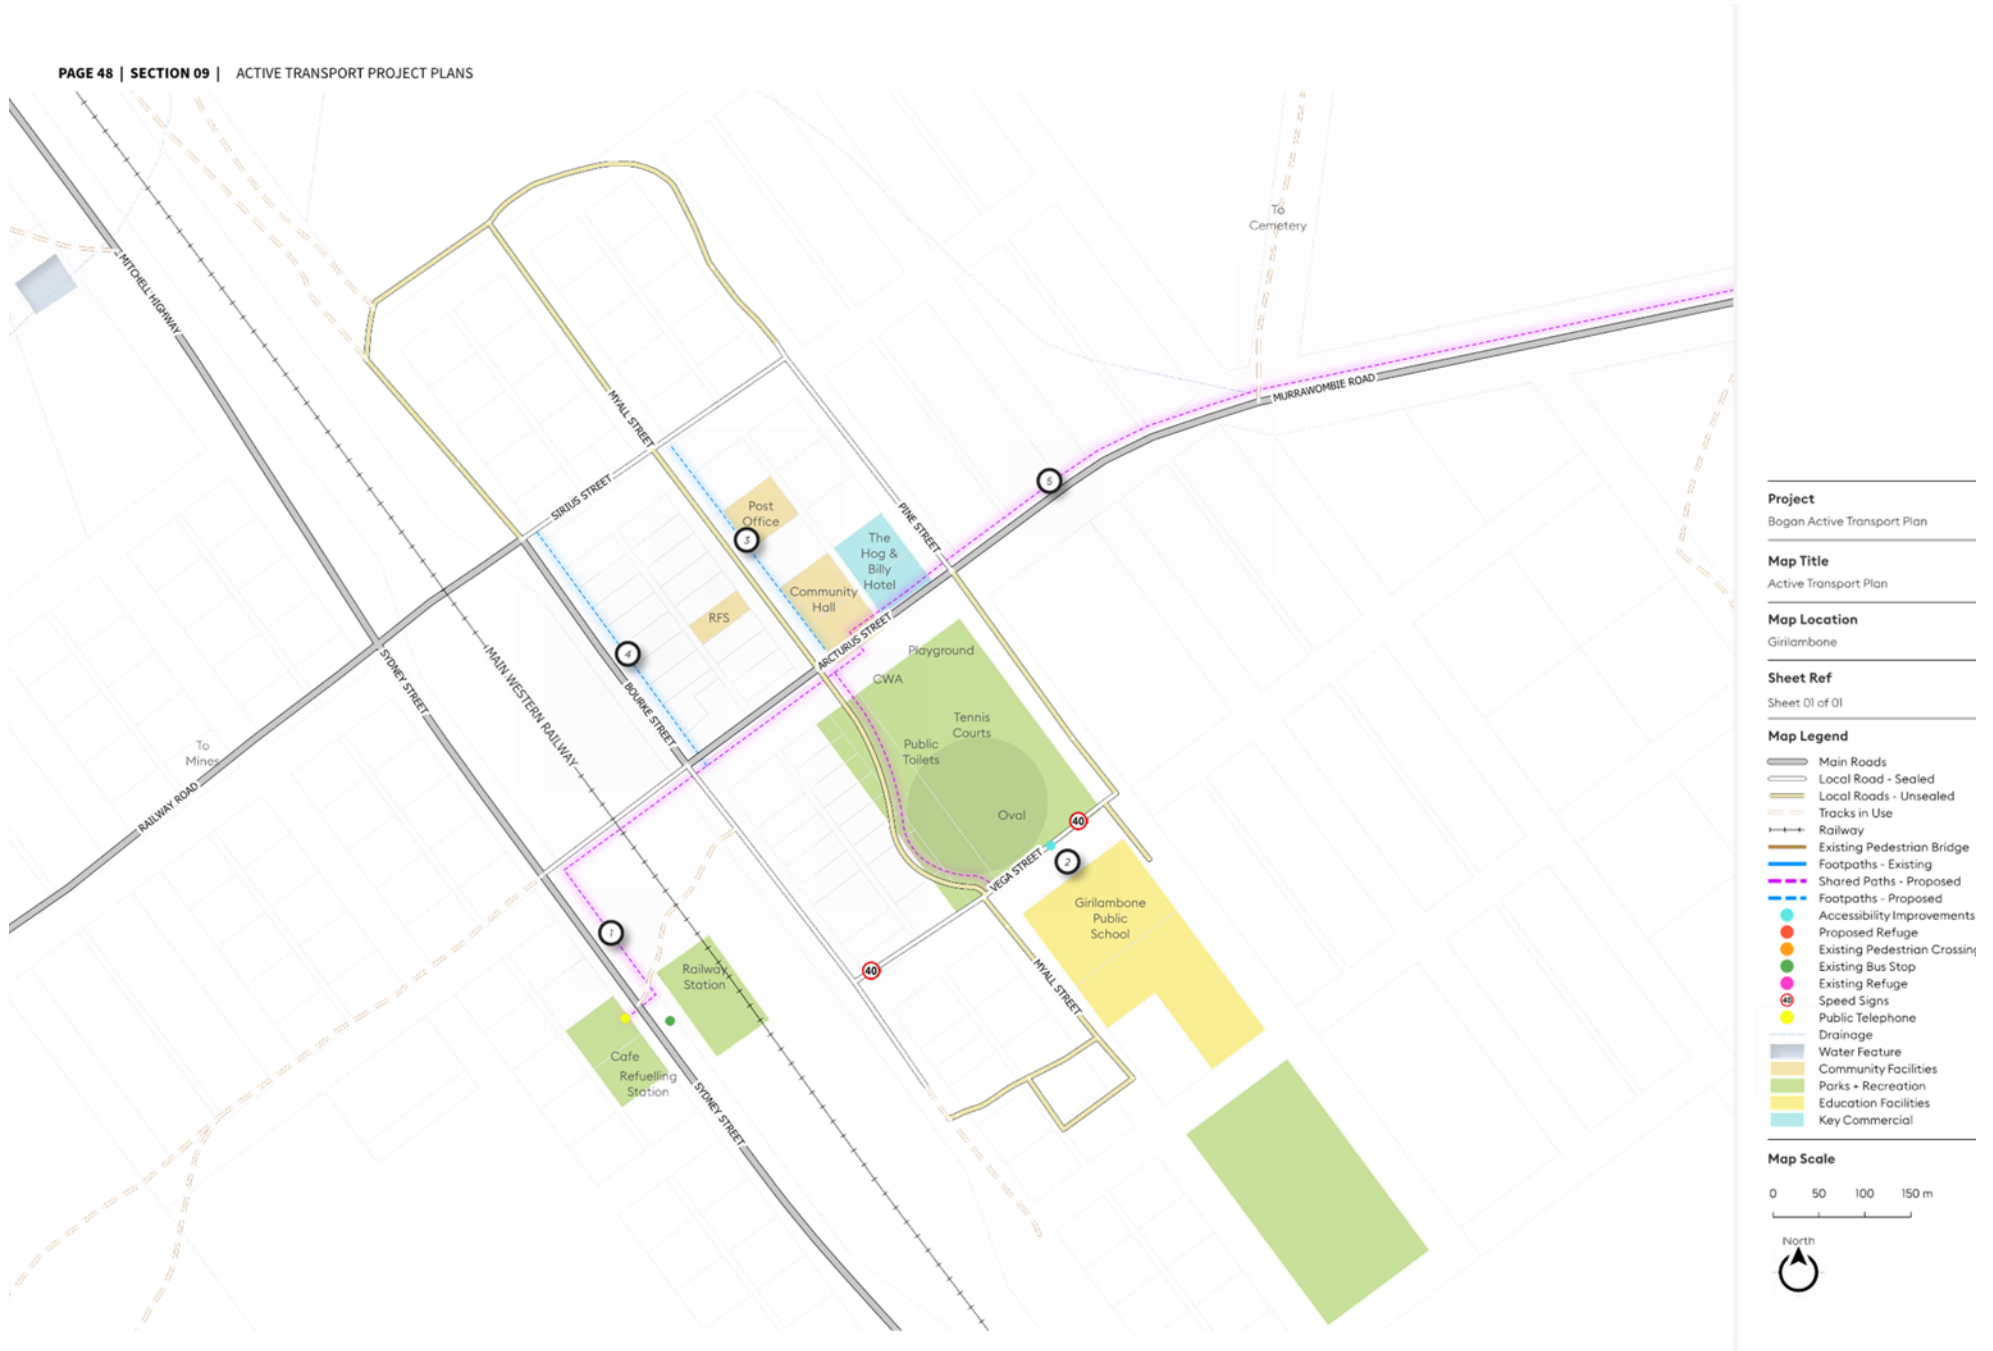 PAGE 48 | SECTION 09 | ACTIVE TRANSPORT PROJECT PLANS
To
Cemetery
MITCHELL HIGHWAY
MYALL STREET
MURRAWOMBIE ROAD
SIRIUS STREET
PINE STREET
5
Post
Office
3
The
Hog &
Billy
Hotel
Community
Hall
RFS
ARCTURUS STREET
4
Playground
CWA
SYDNEY STREET
MAIN WESTERN RAILWAY
BOURKE STREET
Tennis
Courts
Public
Toilets
To
Mines
RAILWAY ROAD
Oval
40
2
VEGA STREET
Girilambone
Public
School
1
Railway
Station
40
MYALL STREET
Cafe
Refuelling
Station
SYDNEY STREET
Project
Bogan Active Transport Plan
Map Title
Active Transport Plan
Map Location
Girilambone
Sheet Ref
Sheet 01 of 01
Map Legend
Main Roads
Local Road - Sealed
Local Roads - Unsealed
Tracks in Use
Railway
Existing Pedestrian Bridge
Footpaths - Existing
Shared Paths - Proposed
Footpaths - Proposed
Accessibility Improvements
Proposed Refuge
Existing Pedestrian Crossing
Existing Bus Stop
Existing Refuge
40 Speed Signs
Public Telephone
Drainage
Water Feature
Community Facilities
Parks + Recreation
Education Facilities
Key Commercial
Map Scale
0 50 100 150 m
North